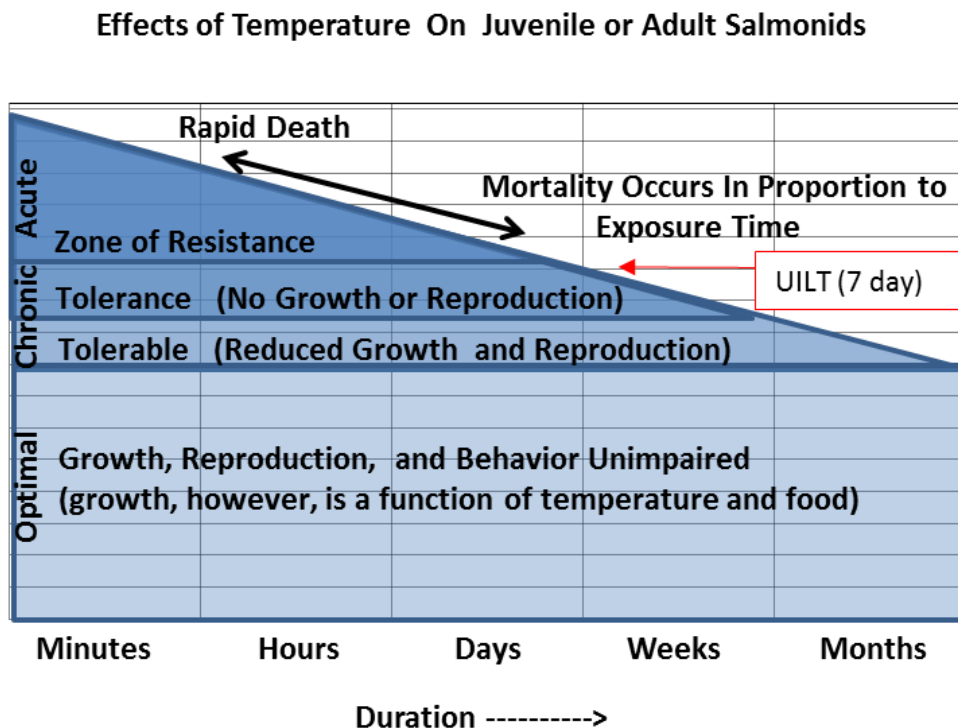 Effects of Temperature On Juvenile or Adult Salmonids
Rapid Death
Mortality Occurs In Proportion to
Exposure Time
Acute
Zone of Resistance
UILT (7 day)
Chronic
Tolerance (No Growth or Reproduction)
Tolerable (Reduced Growth and Reproduction)
Optimal
Growth, Reproduction, and Behavior Unimpaired
(growth, however, is a function of temperature and food)
Minutes Hours Days Weeks Months
Duration ---------->